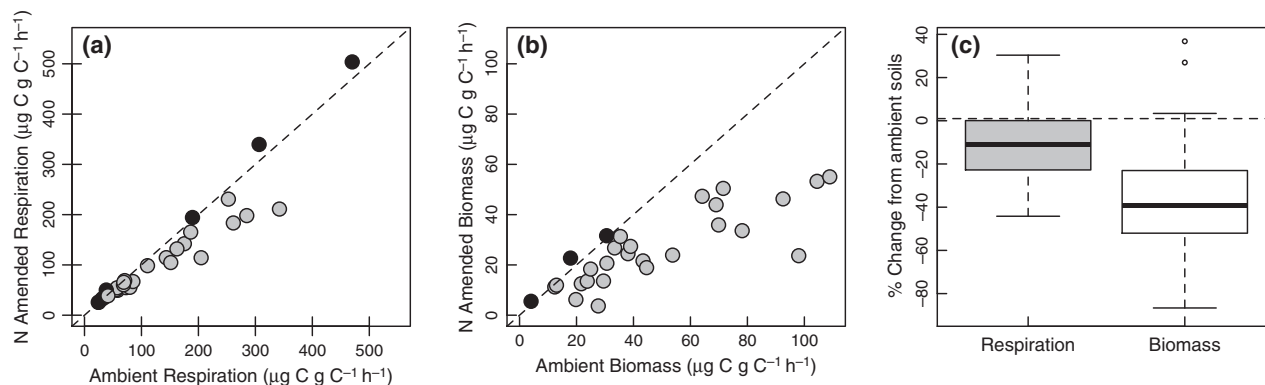 (a)
N Amended Respiration (µg C g C⁻¹ h⁻¹)
500
400
300
200
100
0
0 100 200 300 400 500
Ambient Respiration (µg C g C⁻¹ h⁻¹)
(b)
N Amended Biomass (µg C g C⁻¹ h⁻¹)
100
80
60
40
20
0
0 20 40 60 80 100
Ambient Biomass (µg C g C⁻¹ h⁻¹)
(c)
% Change from ambient soils
40
20
0
−20
−40
−60
−80
Respiration Biomass